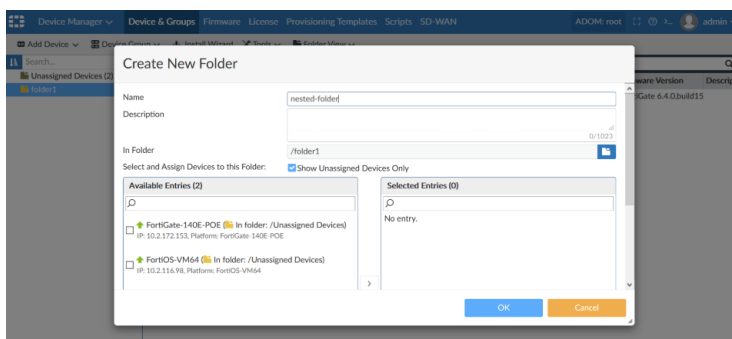 Device Manager Device & Groups Firmware License Provisioning Templates Scripts SD-WAN ADOM: root admin
Add Device Device Group Install Wizard Tools Folder View
Search...
Unassigned Devices (2)
folder1
ware Version Descrip
iGate 6.4.0,build15
Create New Folder
Name nested-folder
Description
0/1023
In Folder /folder1
Select and Assign Devices to this Folder: Show Unassigned Devices Only
Available Entries (2) Selected Entries (0)
No entry.
FortiGate-140E-POE (In folder: /Unassigned Devices)
IP: 10.2.172.153, Platform: FortiGate-140E-POE
FortiOS-VM64 (In folder: /Unassigned Devices)
IP: 10.2.116.98, Platform: FortiOS-VM64
>
OK Cancel